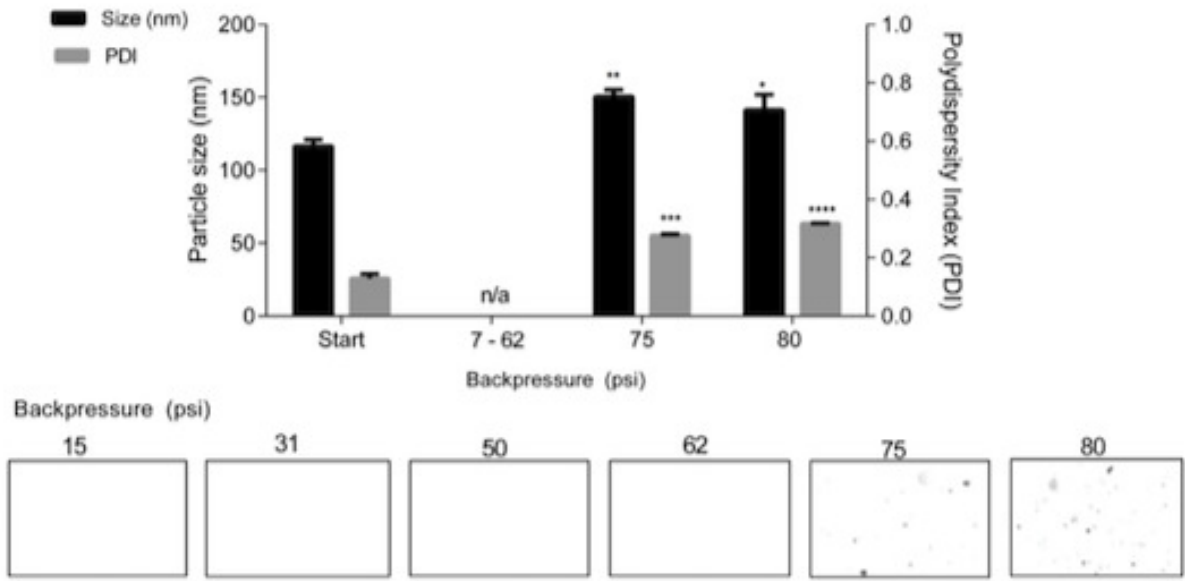 Size (nm)
PDI
Particle size (nm)
200
150
100
50
0
**
*
***
****
n/a
1.0
0.8
0.6
0.4
0.2
0.0
Polydispersity Index (PDI)
Start
7 - 62
75
80
Backpressure (psi)
Backpressure (psi)
15
31
50
62
75
80